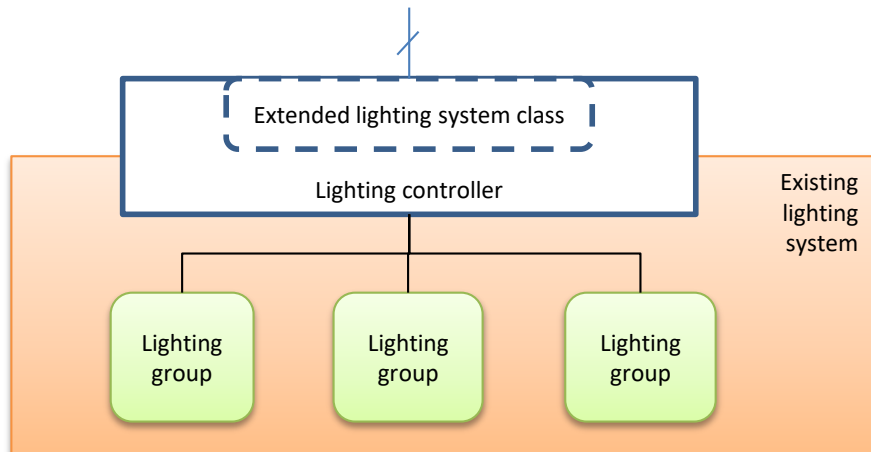 Extended lighting system class
Lighting controller
Existing
lighting
system
Lighting
group
Lighting
group
Lighting
group